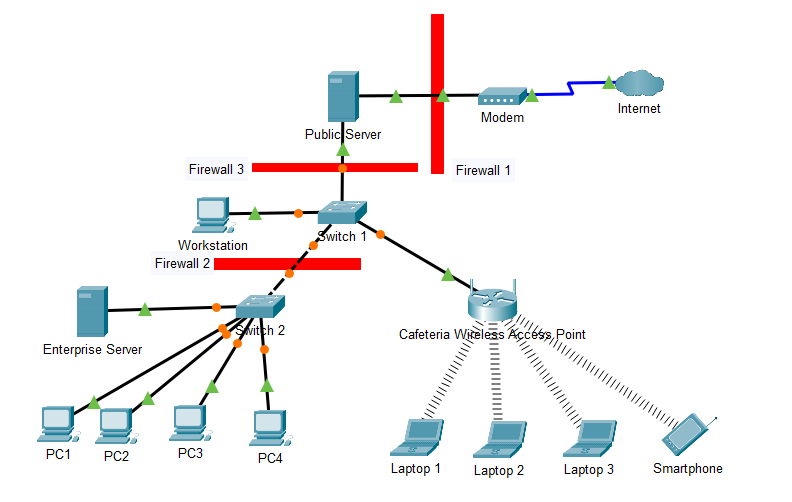 Internet
Modem
Public Server
Firewall 3
Firewall 1
Switch 1
Workstation
Firewall 2
Switch 2
Cafeteria Wireless Access Point
Enterprise Server
PC1
PC2
PC3
PC4
Laptop 1
Laptop 2
Laptop 3
Smartphone